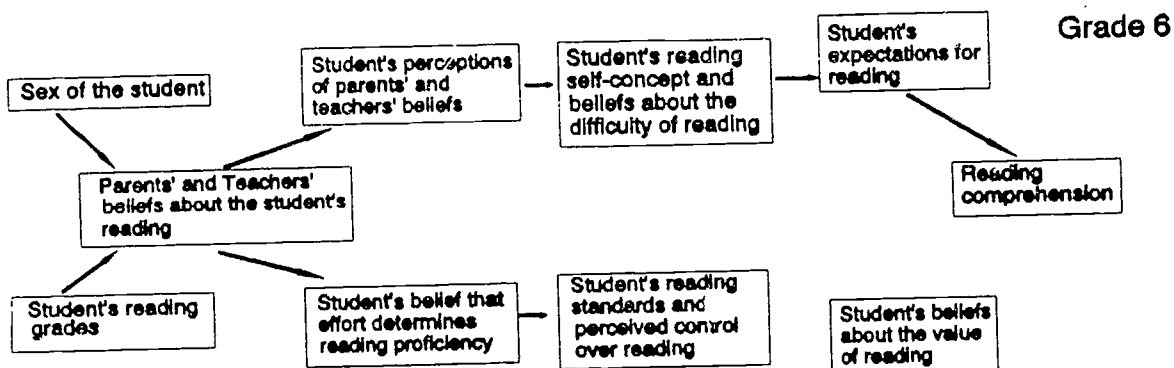 Grade 6
Sex of the student
Student's perceptions
of parents' and
teachers' beliefs
Student's reading
self-concept and
beliefs about the
difficulty of reading
Student's
expectations for
reading
Parents' and Teachers'
beliefs about the student's
reading
Reading
comprehension
Student's reading
grades
Student's belief that
effort determines
reading proficiency
Student's reading
standards and
perceived control
over reading
Student's beliefs
about the value
of reading